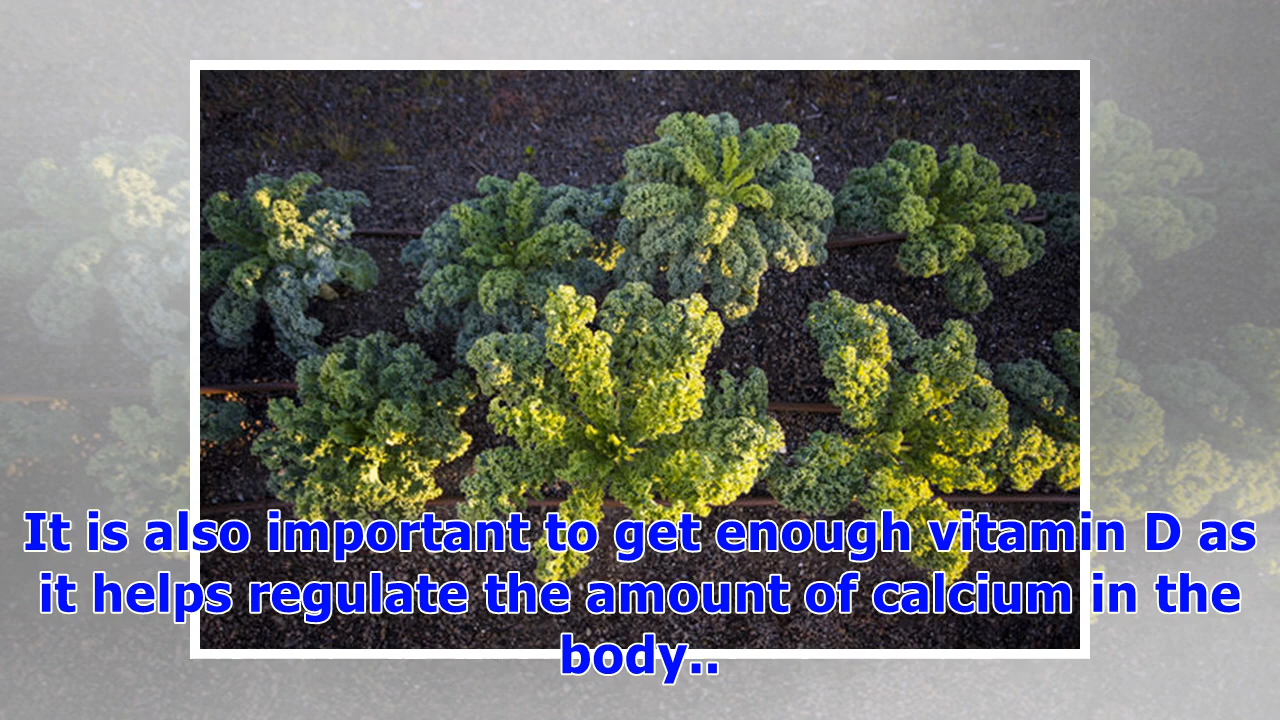 It is also important to get enough vitamin D as
it helps regulate the amount of calcium in the
body..